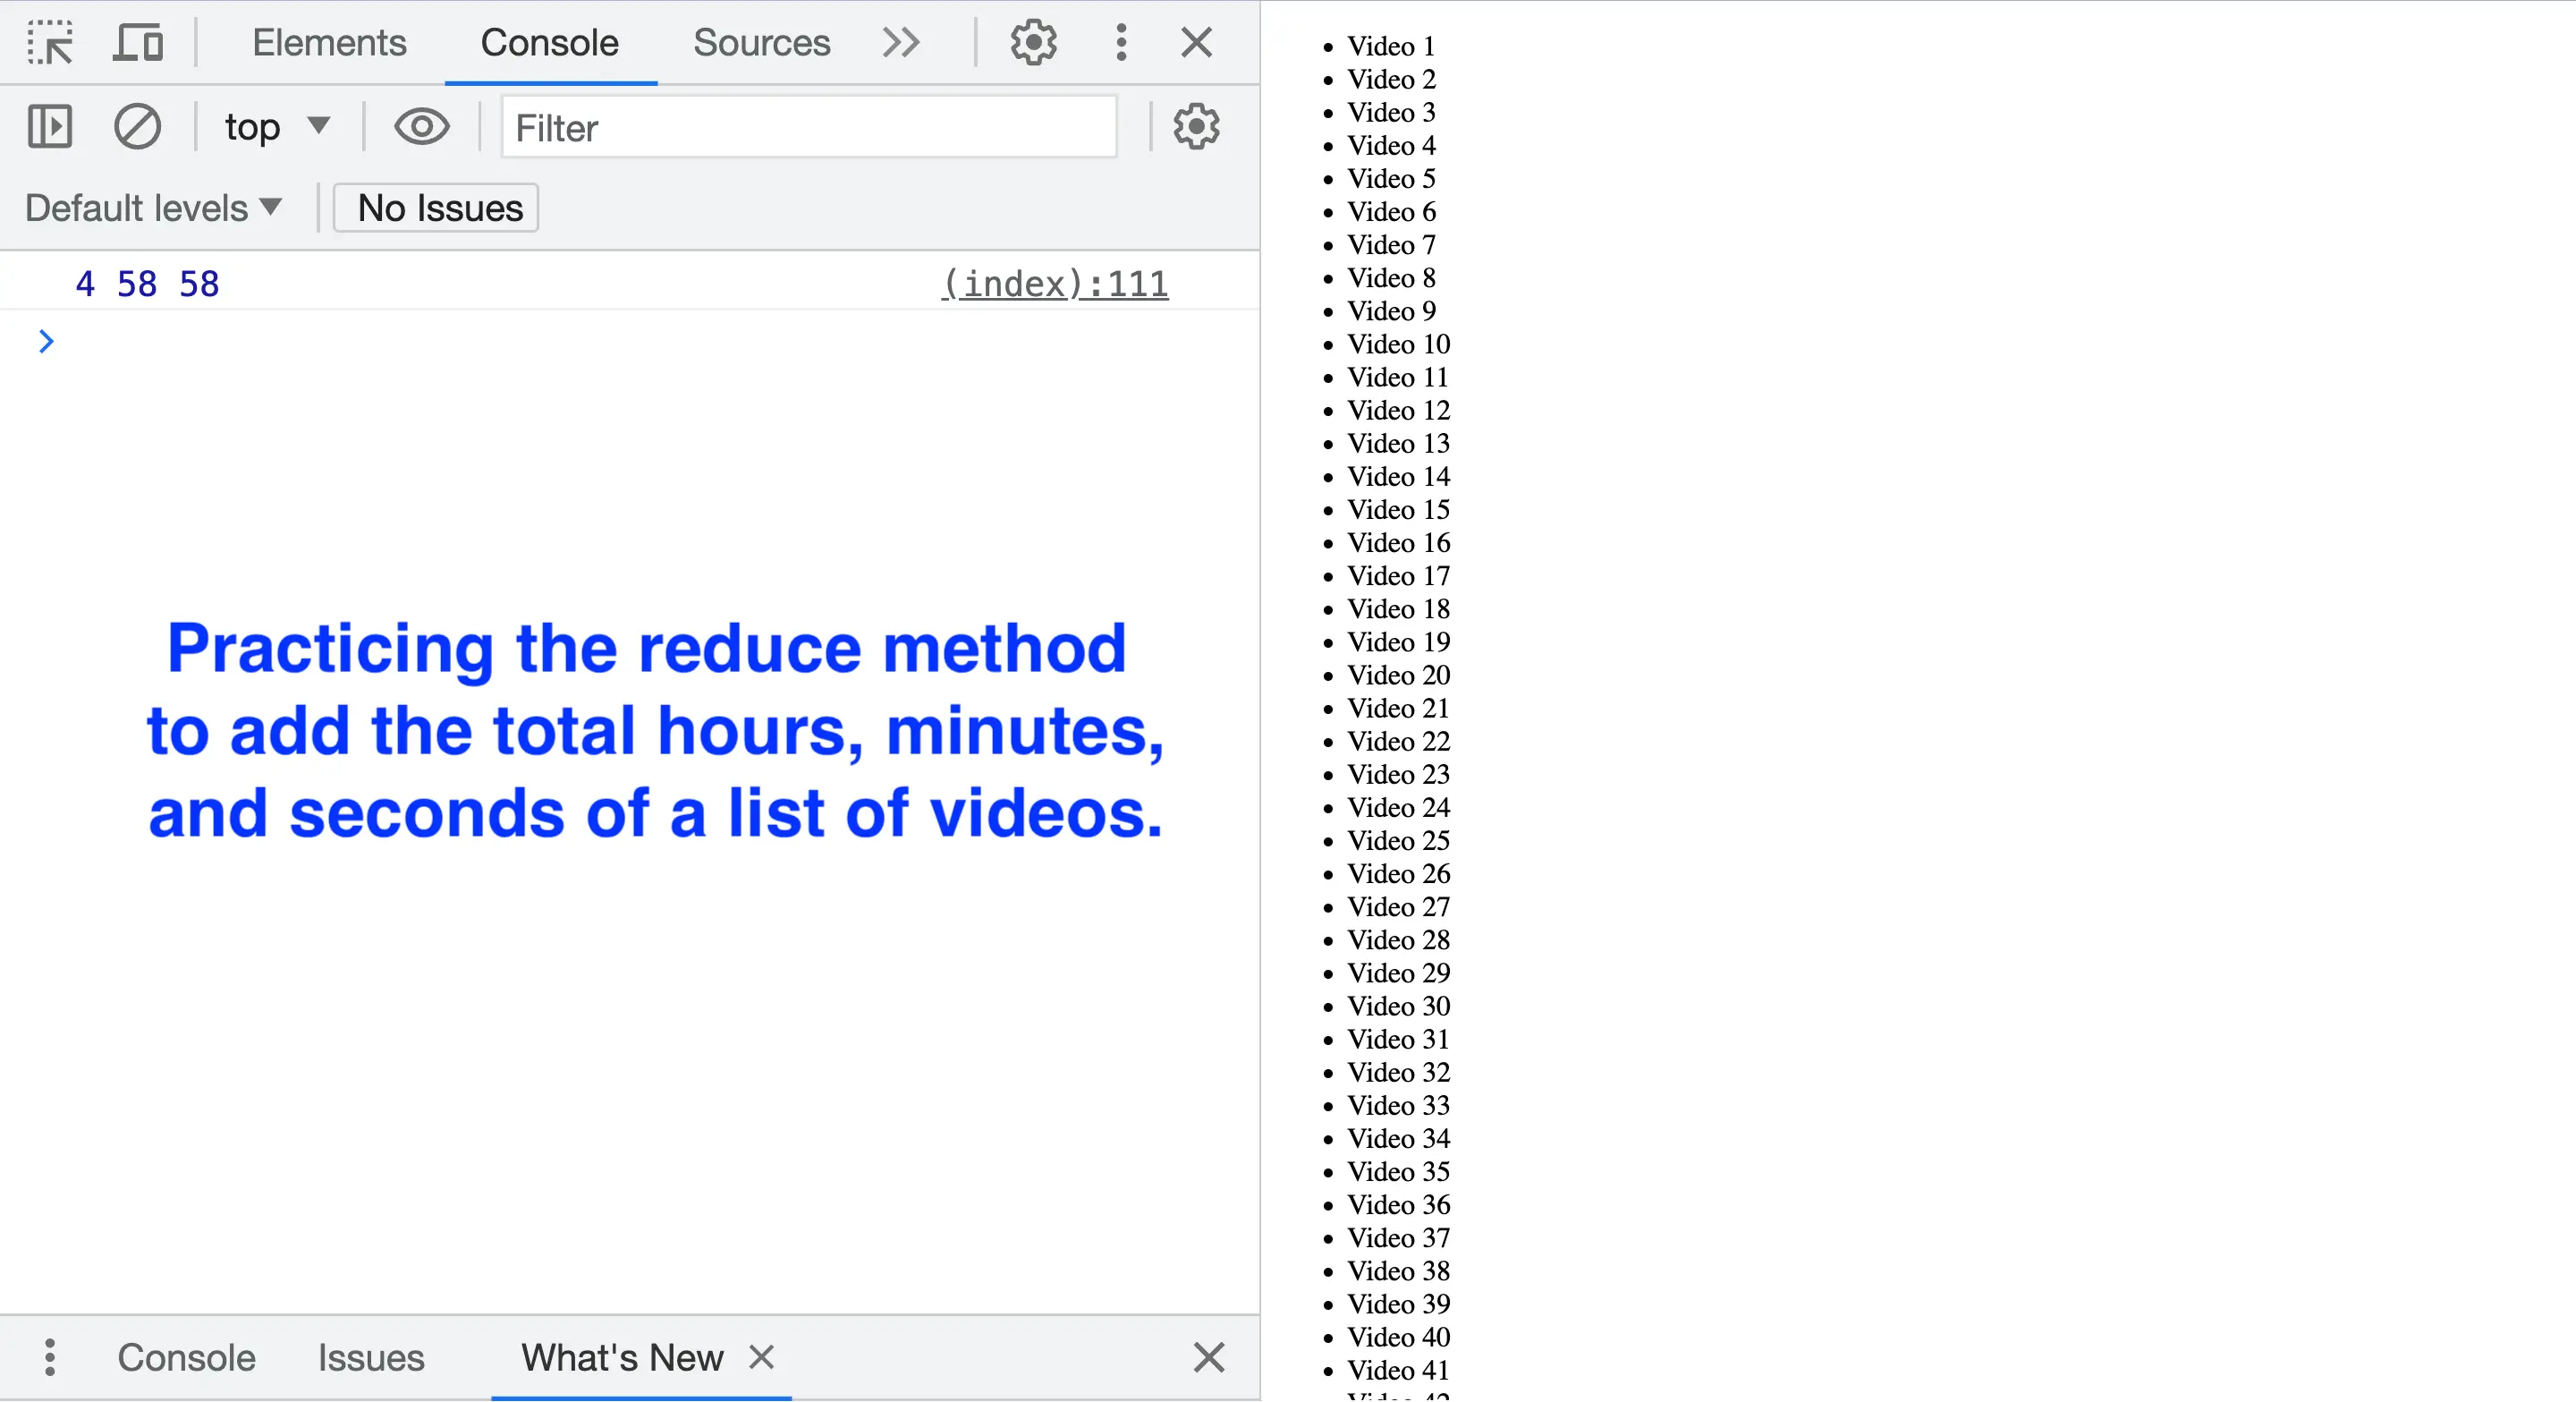 Elements Console Sources
top Filter
Default levels No Issues
4 58 58 (index):111
Practicing the reduce method
to add the total hours, minutes,
and seconds of a list of videos.
Console Issues What's New
Video 1
Video 2
Video 3
Video 4
Video 5
Video 6
Video 7
Video 8
Video 9
Video 10
Video 11
Video 12
Video 13
Video 14
Video 15
Video 16
Video 17
Video 18
Video 19
Video 20
Video 21
Video 22
Video 23
Video 24
Video 25
Video 26
Video 27
Video 28
Video 29
Video 30
Video 31
Video 32
Video 33
Video 34
Video 35
Video 36
Video 37
Video 38
Video 39
Video 40
Video 41